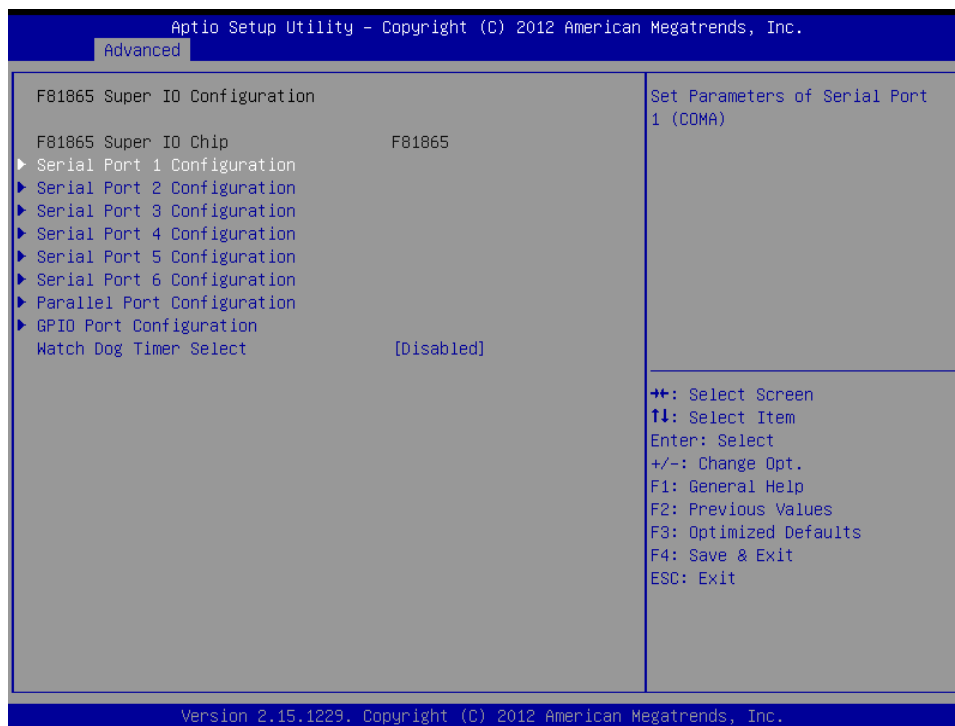 Aptio Setup Utility – Copyright (C) 2012 American Megatrends, Inc.
Advanced
F81865 Super IO Configuration
F81865 Super IO Chip F81865
Serial Port 1 Configuration
Serial Port 2 Configuration
Serial Port 3 Configuration
Serial Port 4 Configuration
Serial Port 5 Configuration
Serial Port 6 Configuration
Parallel Port Configuration
GPIO Port Configuration
Watch Dog Timer Select [Disabled]
Set Parameters of Serial Port
1 (COMA)
→←: Select Screen
↑↓: Select Item
Enter: Select
+/-: Change Opt.
F1: General Help
F2: Previous Values
F3: Optimized Defaults
F4: Save & Exit
ESC: Exit
Version 2.15.1229. Copyright (C) 2012 American Megatrends, Inc.